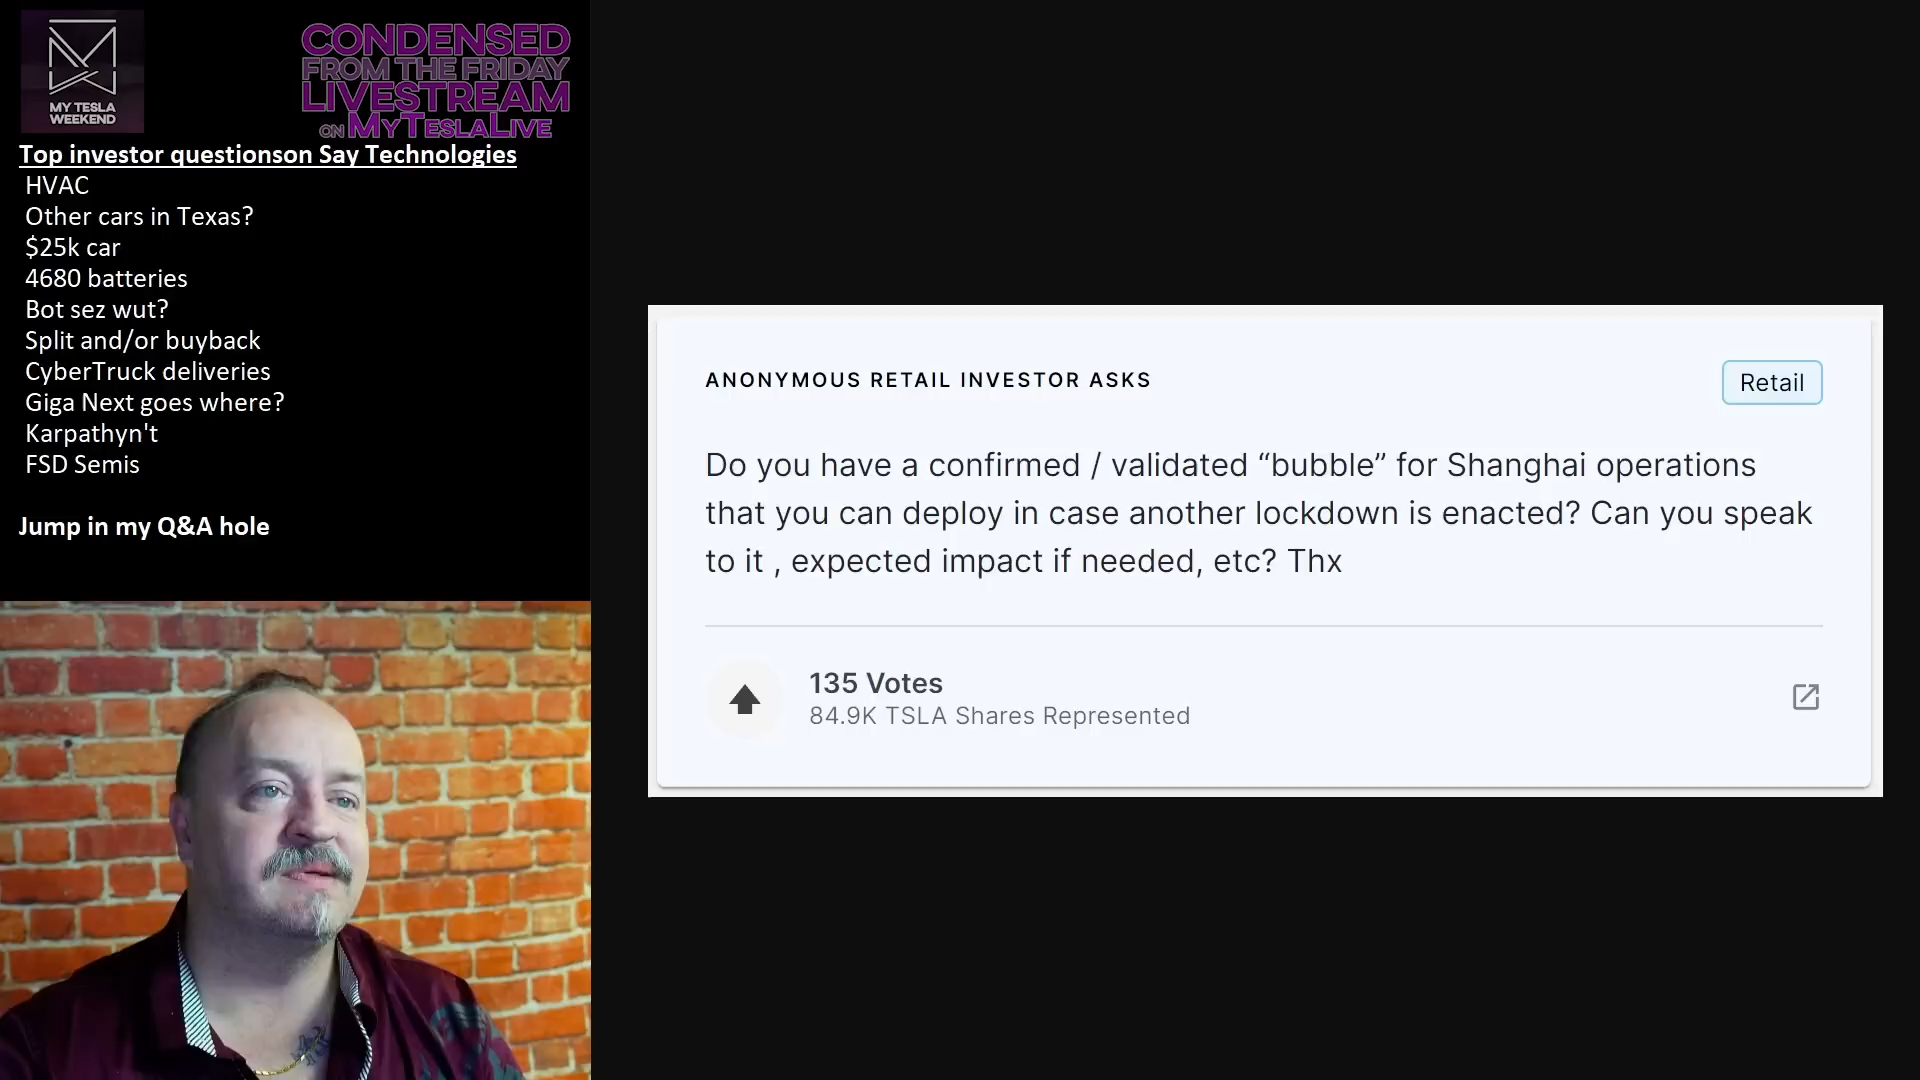 MY TESLA
WEEKEND
CONDENSED
FROM THE FRIDAY
LIVESTREAM
ON MYTESLALIVE
Top investor questionson Say Technologies
HVAC
Other cars in Texas?
$25k car
4680 batteries
Bot sez wut?
Split and/or buyback
CyberTruck deliveries
Giga Next goes where?
Karpathyn't
FSD Semis
Jump in my Q&A hole
ANONYMOUS RETAIL INVESTOR ASKS
Retail
Do you have a confirmed / validated “bubble” for Shanghai operations
that you can deploy in case another lockdown is enacted? Can you speak
to it , expected impact if needed, etc? Thx
135 Votes
84.9K TSLA Shares Represented